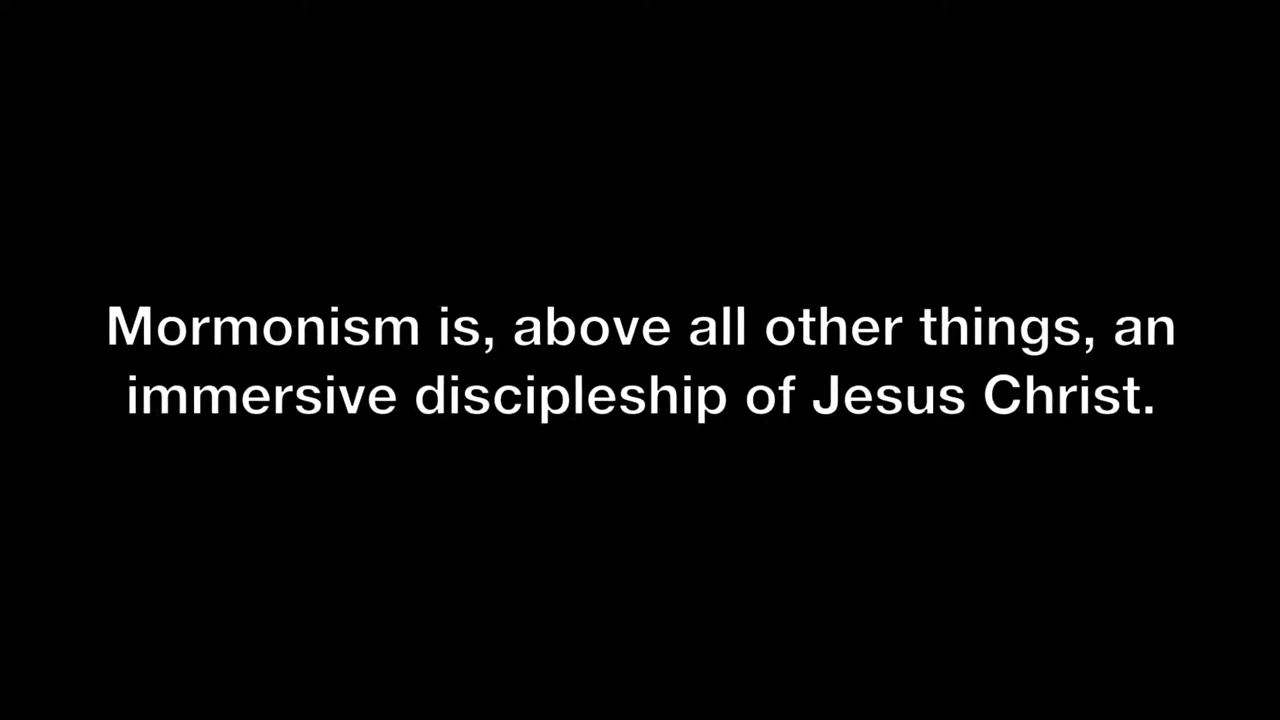 Mormonism is, above all other things, an
immersive discipleship of Jesus Christ.